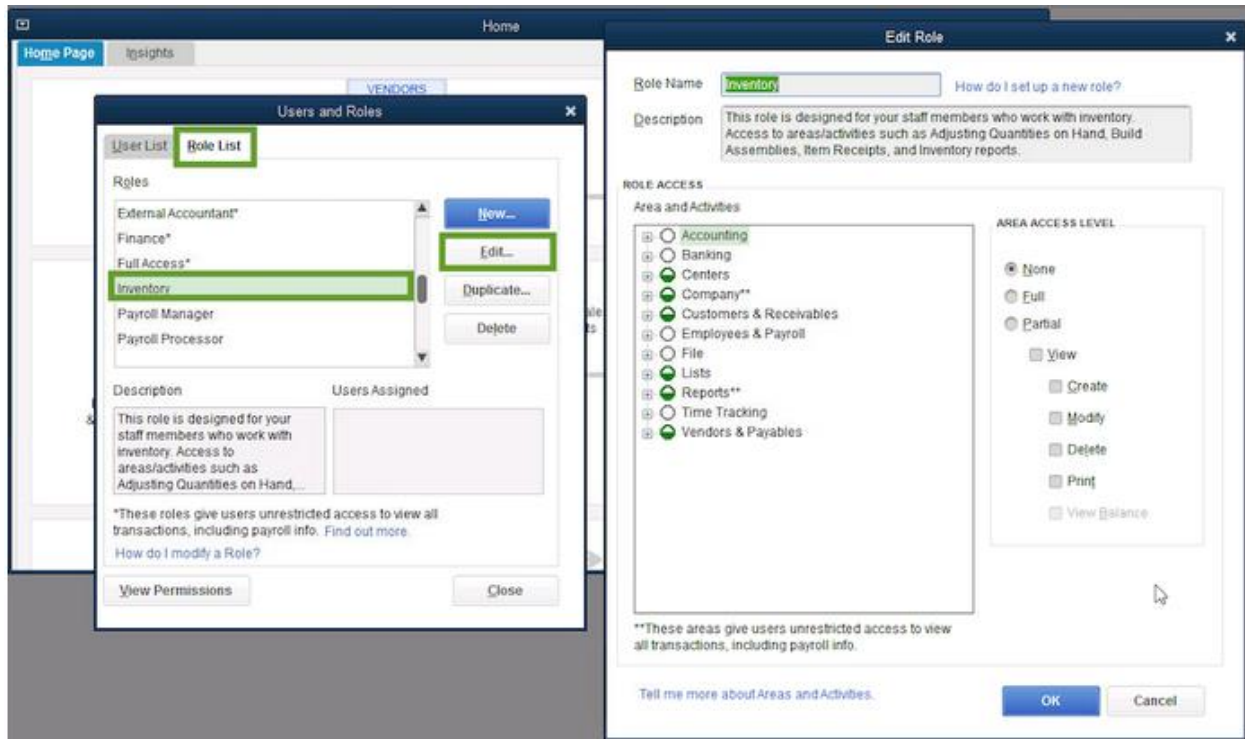 Home
Home Page
Insights
VENDORS
Users and Roles
User List
Role List
Roles
External Accountant*
Finance*
Full Access*
Inventory
Payroll Manager
Payroll Processor
New...
Edit...
Duplicate...
Delete
Description
Users Assigned
This role is designed for your
staff members who work with
inventory. Access to
areas/activities such as
Adjusting Quantities on Hand,...
*These roles give users unrestricted access to view all
transactions, including payroll info. Find out more.
How do I modify a Role?
View Permissions
Close
&
Edit Role
Role Name
Inventory
How do I set up a new role?
Description
This role is designed for your staff members who work with inventory.
Access to areas/activities such as Adjusting Quantities on Hand, Build
Assemblies, Item Receipts, and Inventory reports.
ROLE ACCESS
Area and Activities
Accounting
Banking
Centers
Company**
Customers & Receivables
Employees & Payroll
File
Lists
Reports**
Time Tracking
Vendors & Payables
AREA ACCESS LEVEL
None
Full
Partial
View
Create
Modify
Delete
Print
View Balance
**These areas give users unrestricted access to view
all transactions, including payroll info.
Tell me more about Areas and Activities.
OK
Cancel